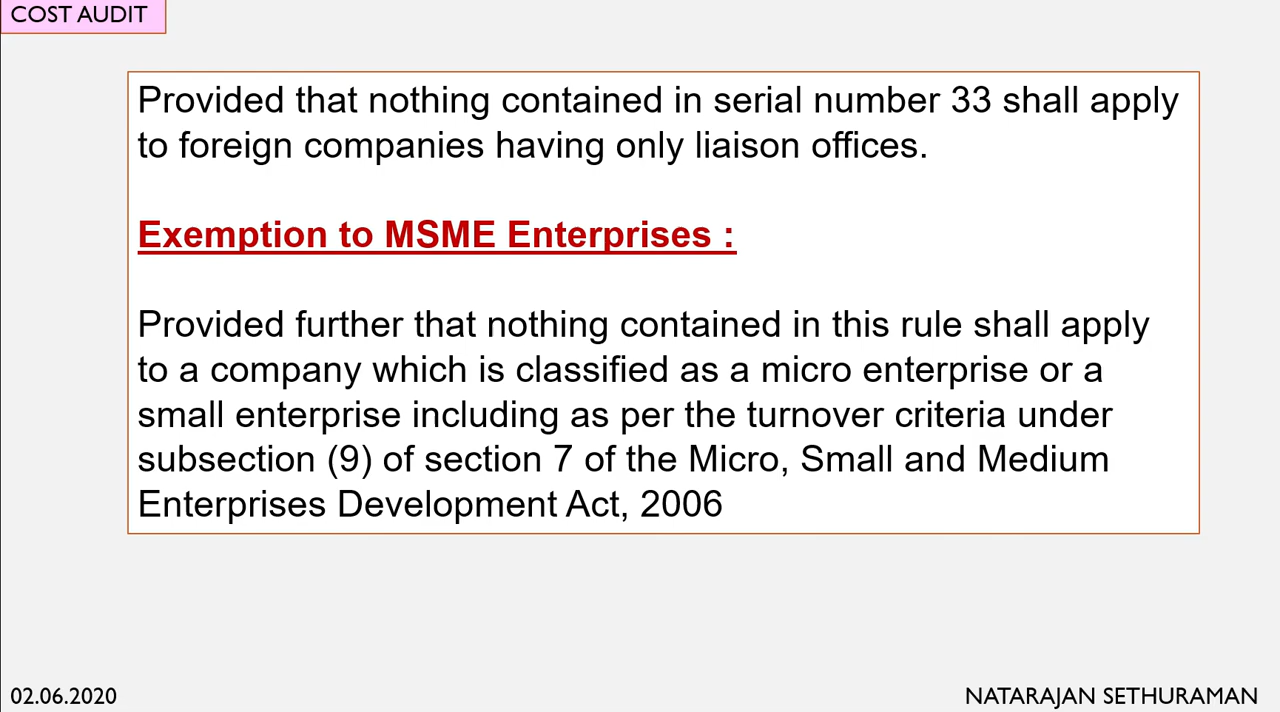 COST AUDIT
Provided that nothing contained in serial number 33 shall apply
to foreign companies having only liaison offices.
Exemption to MSME Enterprises :
Provided further that nothing contained in this rule shall apply
to a company which is classified as a micro enterprise or a
small enterprise including as per the turnover criteria under
subsection (9) of section 7 of the Micro, Small and Medium
Enterprises Development Act, 2006
02.06.2020
NATARAJAN SETHURAMAN